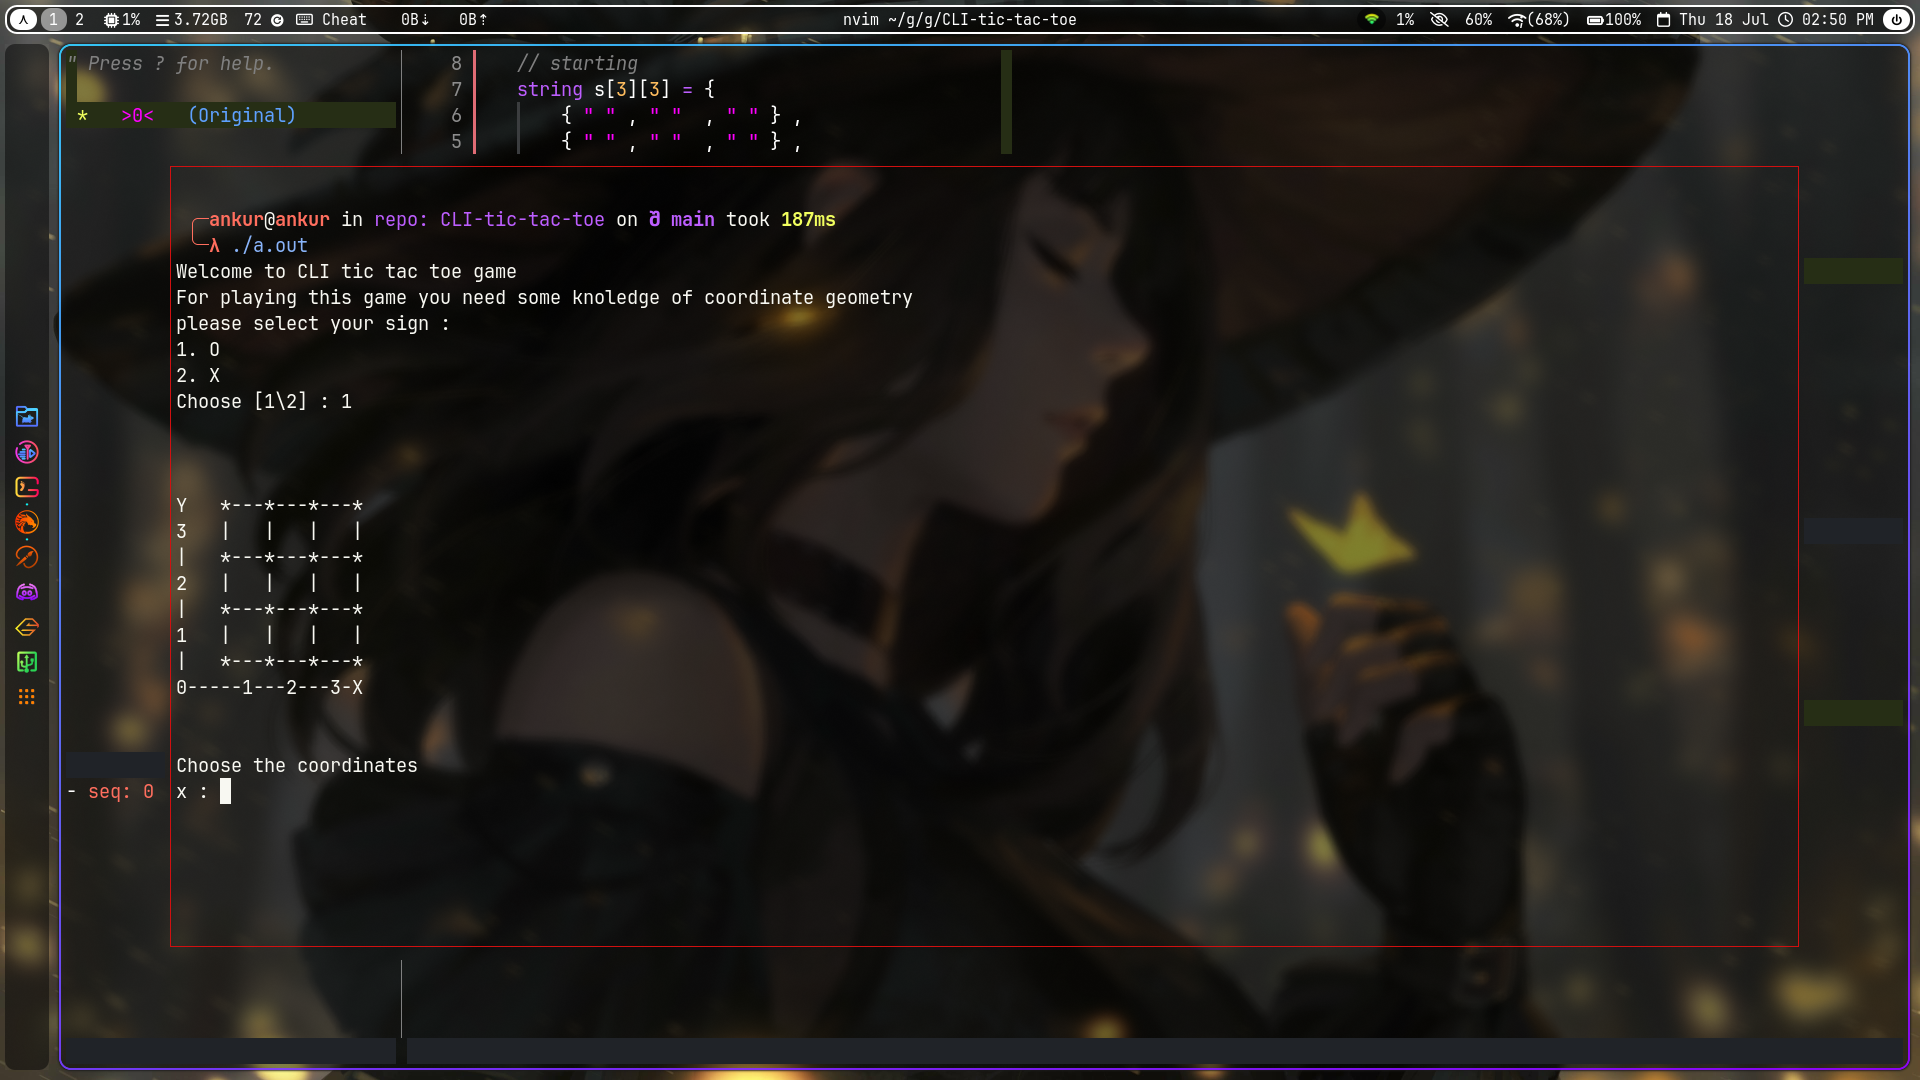 1 2 1% 3.72GB 72 Cheat 0B↓ 0B↑ nvim ~/g/g/CLI-tic-tac-toe 1% 60% (68%) 100% Thu 18 Jul 02:50 PM
" Press ? for help.
* >0< (Original)
8 // starting
7 string s[3][3] = {
6 { " " , " " , " " } ,
5 { " " , " " , " " } ,
ankur@ankur in repo: CLI-tic-tac-toe on main took 187ms
λ ./a.out
Welcome to CLI tic tac toe game
For playing this game you need some knoledge of coordinate geometry
please select your sign :
1. O
2. X
Choose [1\2] : 1
Y   *---*---*---*
3   |   |   |   |
|   *---*---*---*
2   |   |   |   |
|   *---*---*---*
1   |   |   |   |
|   *---*---*---*
0-----1---2---3-X
Choose the coordinates
- seq: 0
x :